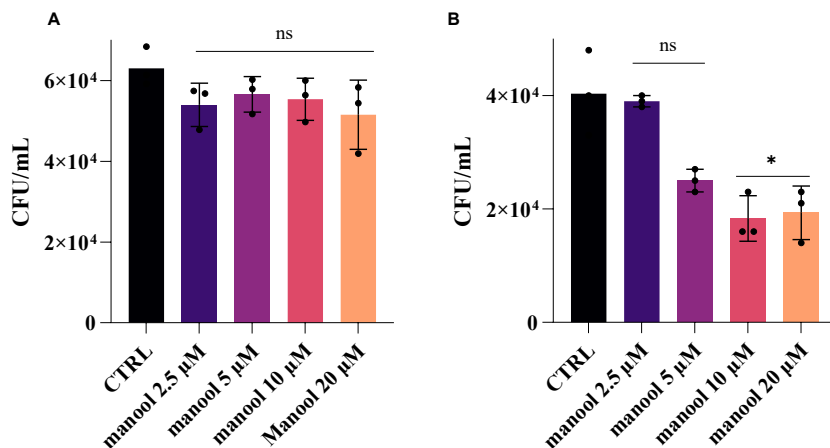 A
ns
6×10⁴
4×10⁴
2×10⁴
0
CFU/mL
CTRL
manool 2.5 µM
manool 5 µM
manool 10 µM
Manool 20 µM
B
ns
*
4×10⁴
2×10⁴
0
CFU/mL
CTRL
manool 2.5 µM
manool 5 µM
manool 10 µM
manool 20 µM